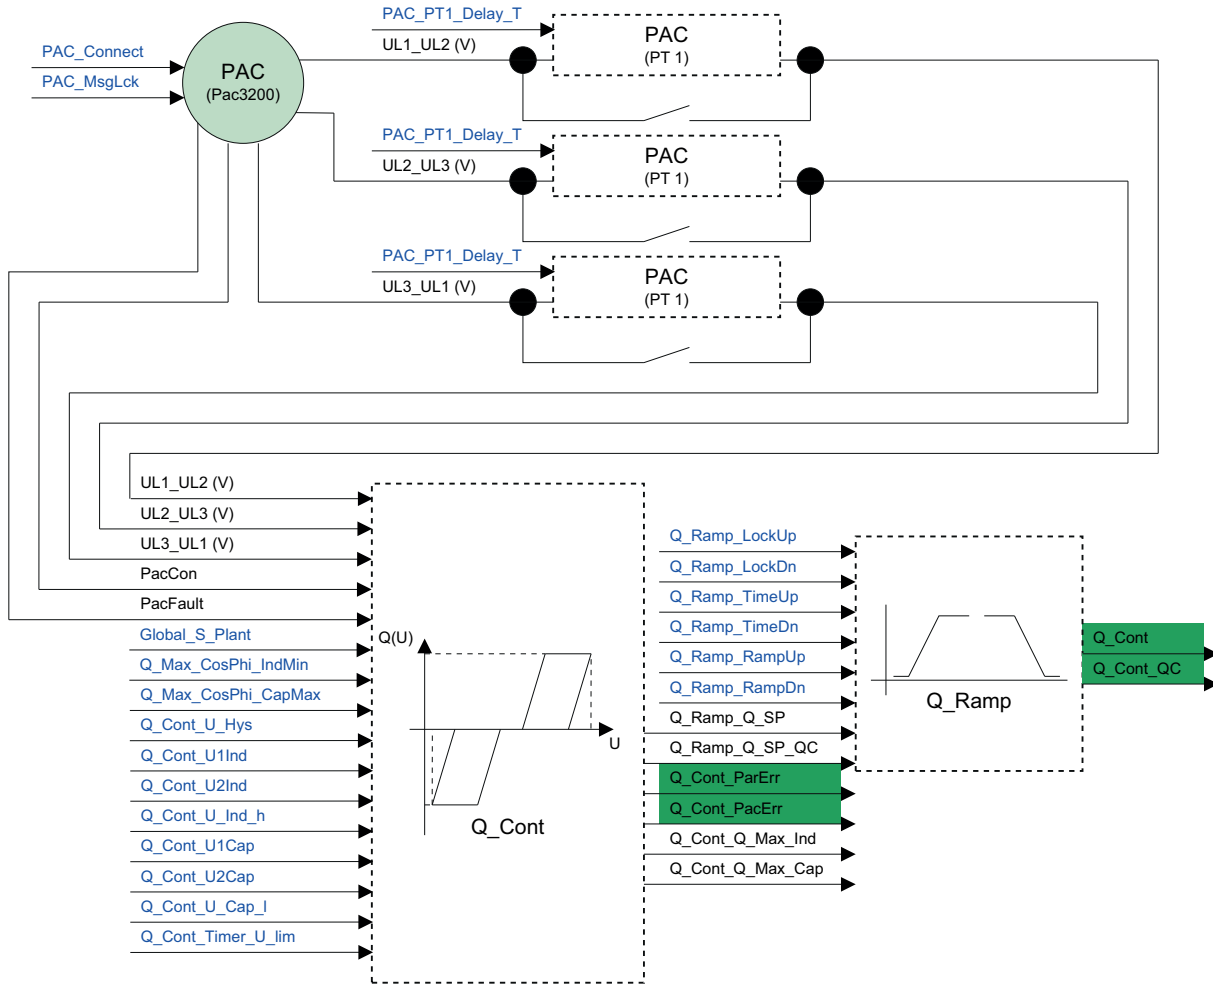 PAC_PT1_Delay_T
UL1_UL2 (V)
PAC
(PT 1)
PAC_Connect
PAC_MsgLck
PAC
(Pac3200)
PAC_PT1_Delay_T
UL2_UL3 (V)
PAC
(PT 1)
PAC_PT1_Delay_T
UL3_UL1 (V)
PAC
(PT 1)
UL1_UL2 (V)
UL2_UL3 (V)
UL3_UL1 (V)
PacCon
PacFault
Global_S_Plant
Q_Max_CosPhi_IndMin
Q_Max_CosPhi_CapMax
Q_Cont_U_Hys
Q_Cont_U1Ind
Q_Cont_U2Ind
Q_Cont_U_Ind_h
Q_Cont_U1Cap
Q_Cont_U2Cap
Q_Cont_U_Cap_l
Q_Cont_Timer_U_lim
Q(U)
U
Q_Cont
Q_Ramp_LockUp
Q_Ramp_LockDn
Q_Ramp_TimeUp
Q_Ramp_TimeDn
Q_Ramp_RampUp
Q_Ramp_RampDn
Q_Ramp_Q_SP
Q_Ramp_Q_SP_QC
Q_Cont_ParErr
Q_Cont_PacErr
Q_Cont_Q_Max_Ind
Q_Cont_Q_Max_Cap
Q_Ramp
Q_Cont
Q_Cont_QC